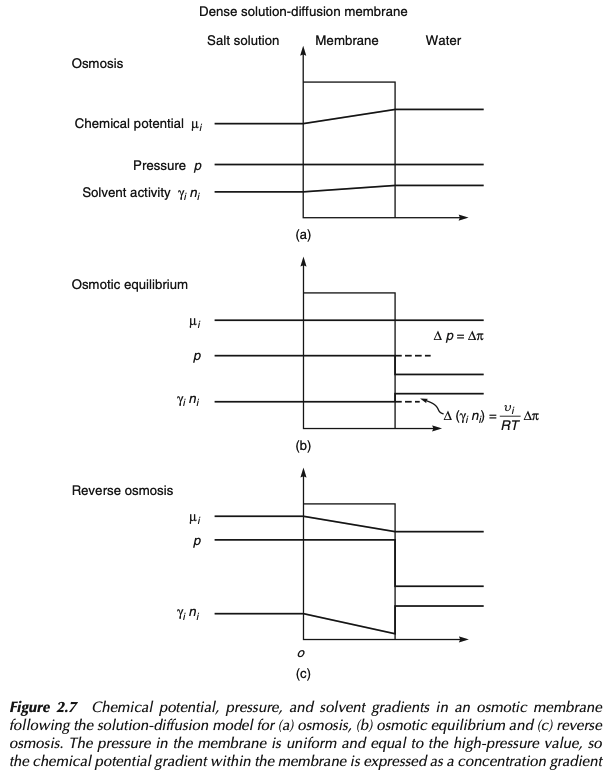 Dense solution-diffusion membrane
Salt solution Membrane Water
Osmosis
Chemical potential μi
Pressure p
Solvent activity γi ni
(a)
Osmotic equilibrium
μi
Δ p = Δπ
p
γi ni
Δ (γi ni) = υi/RT Δπ
(b)
Reverse osmosis
μi
p
γi ni
o
(c)
Figure 2.7 Chemical potential, pressure, and solvent gradients in an osmotic membrane
following the solution-diffusion model for (a) osmosis, (b) osmotic equilibrium and (c) reverse
osmosis. The pressure in the membrane is uniform and equal to the high-pressure value, so
the chemical potential gradient within the membrane is expressed as a concentration gradient